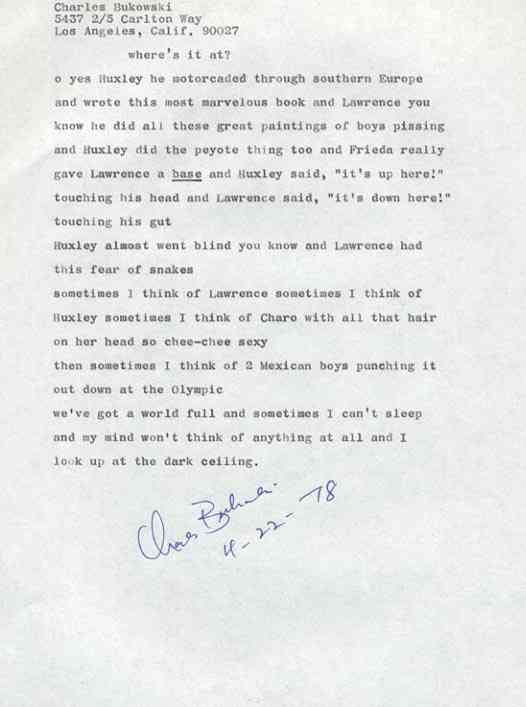 Charles Bukowski
5437 2/5 Carlton Way
Los Angeles, Calif. 90027
where's it at?
o yes Huxley he motorcaded through southern Europe
and wrote this most marvelous book and Lawrence you
know he did all these great paintings of boys pissing
and Huxley did the peyote thing too and Frieda really
gave Lawrence a base and Huxley said, "it's up here!"
touching his head and Lawrence said, "it's down here!"
touching his gut
Huxley almost went blind you know and Lawrence had
this fear of snakes
sometimes I think of Lawrence sometimes I think of
Huxley sometimes I think of Charo with all that hair
on her head so chee-chee sexy
then sometimes I think of 2 Mexican boys punching it
out down at the Olympic
we've got a world full and sometimes I can't sleep
and my mind won't think of anything at all and I
look up at the dark ceiling.
Charles Bukowski
4-22-78